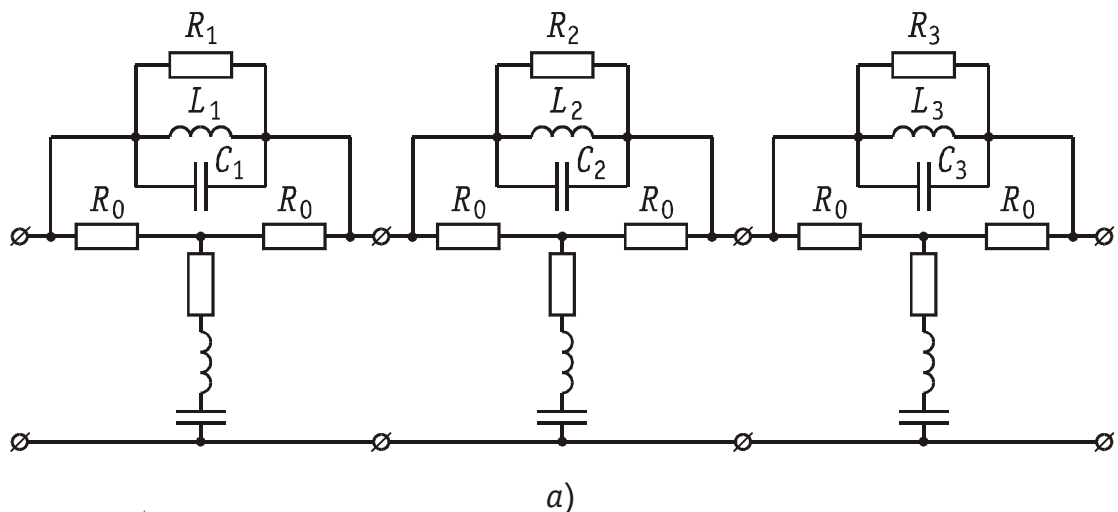 R1 R2 R3
L1 L2 L3
C1 C2 C3
R0 R0 R0 R0 R0 R0
а)